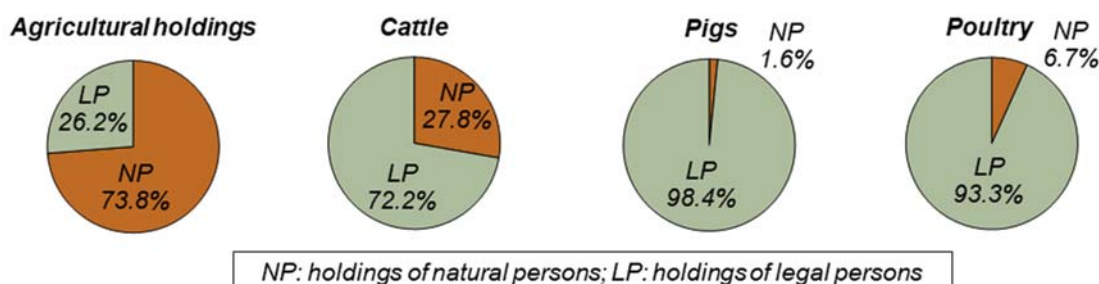 Agricultural holdings
LP
26.2%
NP
73.8%
Cattle
NP
27.8%
LP
72.2%
Pigs
NP
1.6%
LP
98.4%
Poultry
NP
6.7%
LP
93.3%
NP: holdings of natural persons; LP: holdings of legal persons